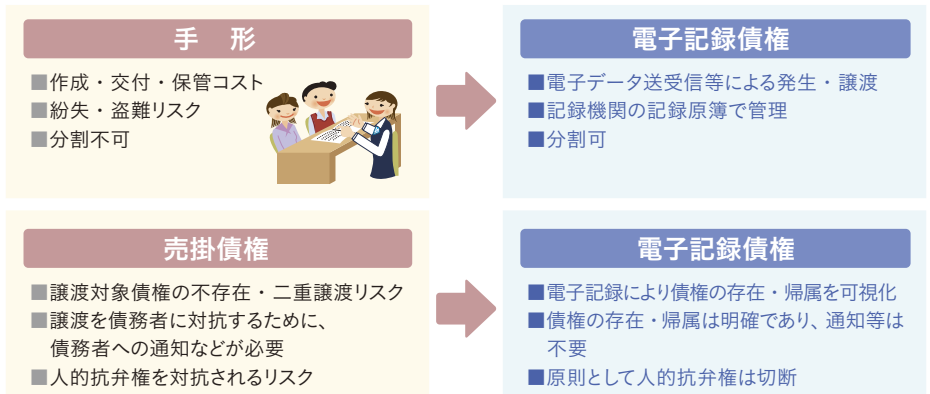 手　形
■作成・交付・保管コスト
■紛失・盗難リスク
■分割不可
電子記録債権
■電子データ送受信等による発生・譲渡
■記録機関の記録原簿で管理
■分割可
売掛債権
■譲渡対象債権の不存在・二重譲渡リスク
■譲渡を債務者に対抗するために、
債務者への通知などが必要
■人的抗弁権を対抗されるリスク
電子記録債権
■電子記録により債権の存在・帰属を可視化
■債権の存在・帰属は明確であり、通知等は
不要
■原則として人的抗弁権は切断